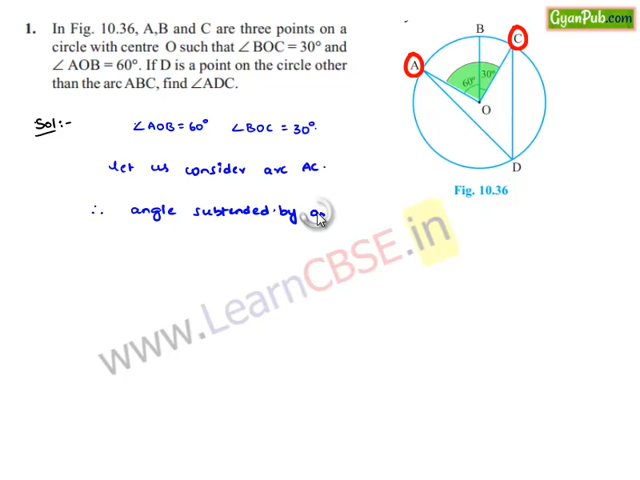 GyanPub.com
1. In Fig. 10.36, A,B and C are three points on a
circle with centre O such that ∠ BOC = 30° and
∠ AOB = 60°. If D is a point on the circle other
than the arc ABC, find ∠ADC.
Sol:-
∠AOB = 60° ∠BOC = 30°.
let us consider arc AC.
∴ angle subtended by
B
C
A
60°
30°
O
D
Fig. 10.36
www.LearnCBSE.in